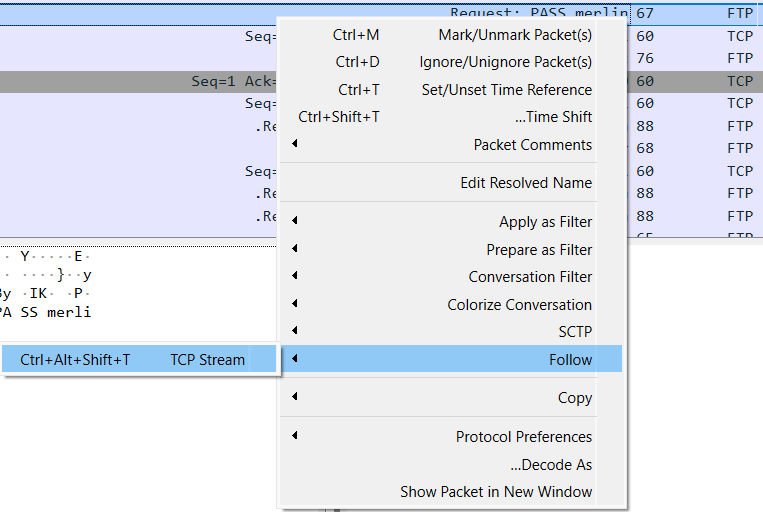 Request: PASS merlin 67 FTP
Seq= 60 TCP
76 FTP
Seq=1 Ack= 60 TCP
Seq= 60 TCP
.Re 88 FTP
68 FTP
Seq= 60 TCP
.Re 88 FTP
.Re 88 FTP
65 FTP
Ctrl+M Mark/Unmark Packet(s)
Ctrl+D Ignore/Unignore Packet(s)
Ctrl+T Set/Unset Time Reference
Ctrl+Shift+T ...Time Shift
Packet Comments
Edit Resolved Name
Apply as Filter
Prepare as Filter
Conversation Filter
Colorize Conversation
SCTP
Follow
Ctrl+Alt+Shift+T TCP Stream
Copy
Protocol Preferences
...Decode As
Show Packet in New Window
· Y·····E·
· ····}··y
By ·IK· ·P·
PA SS merli